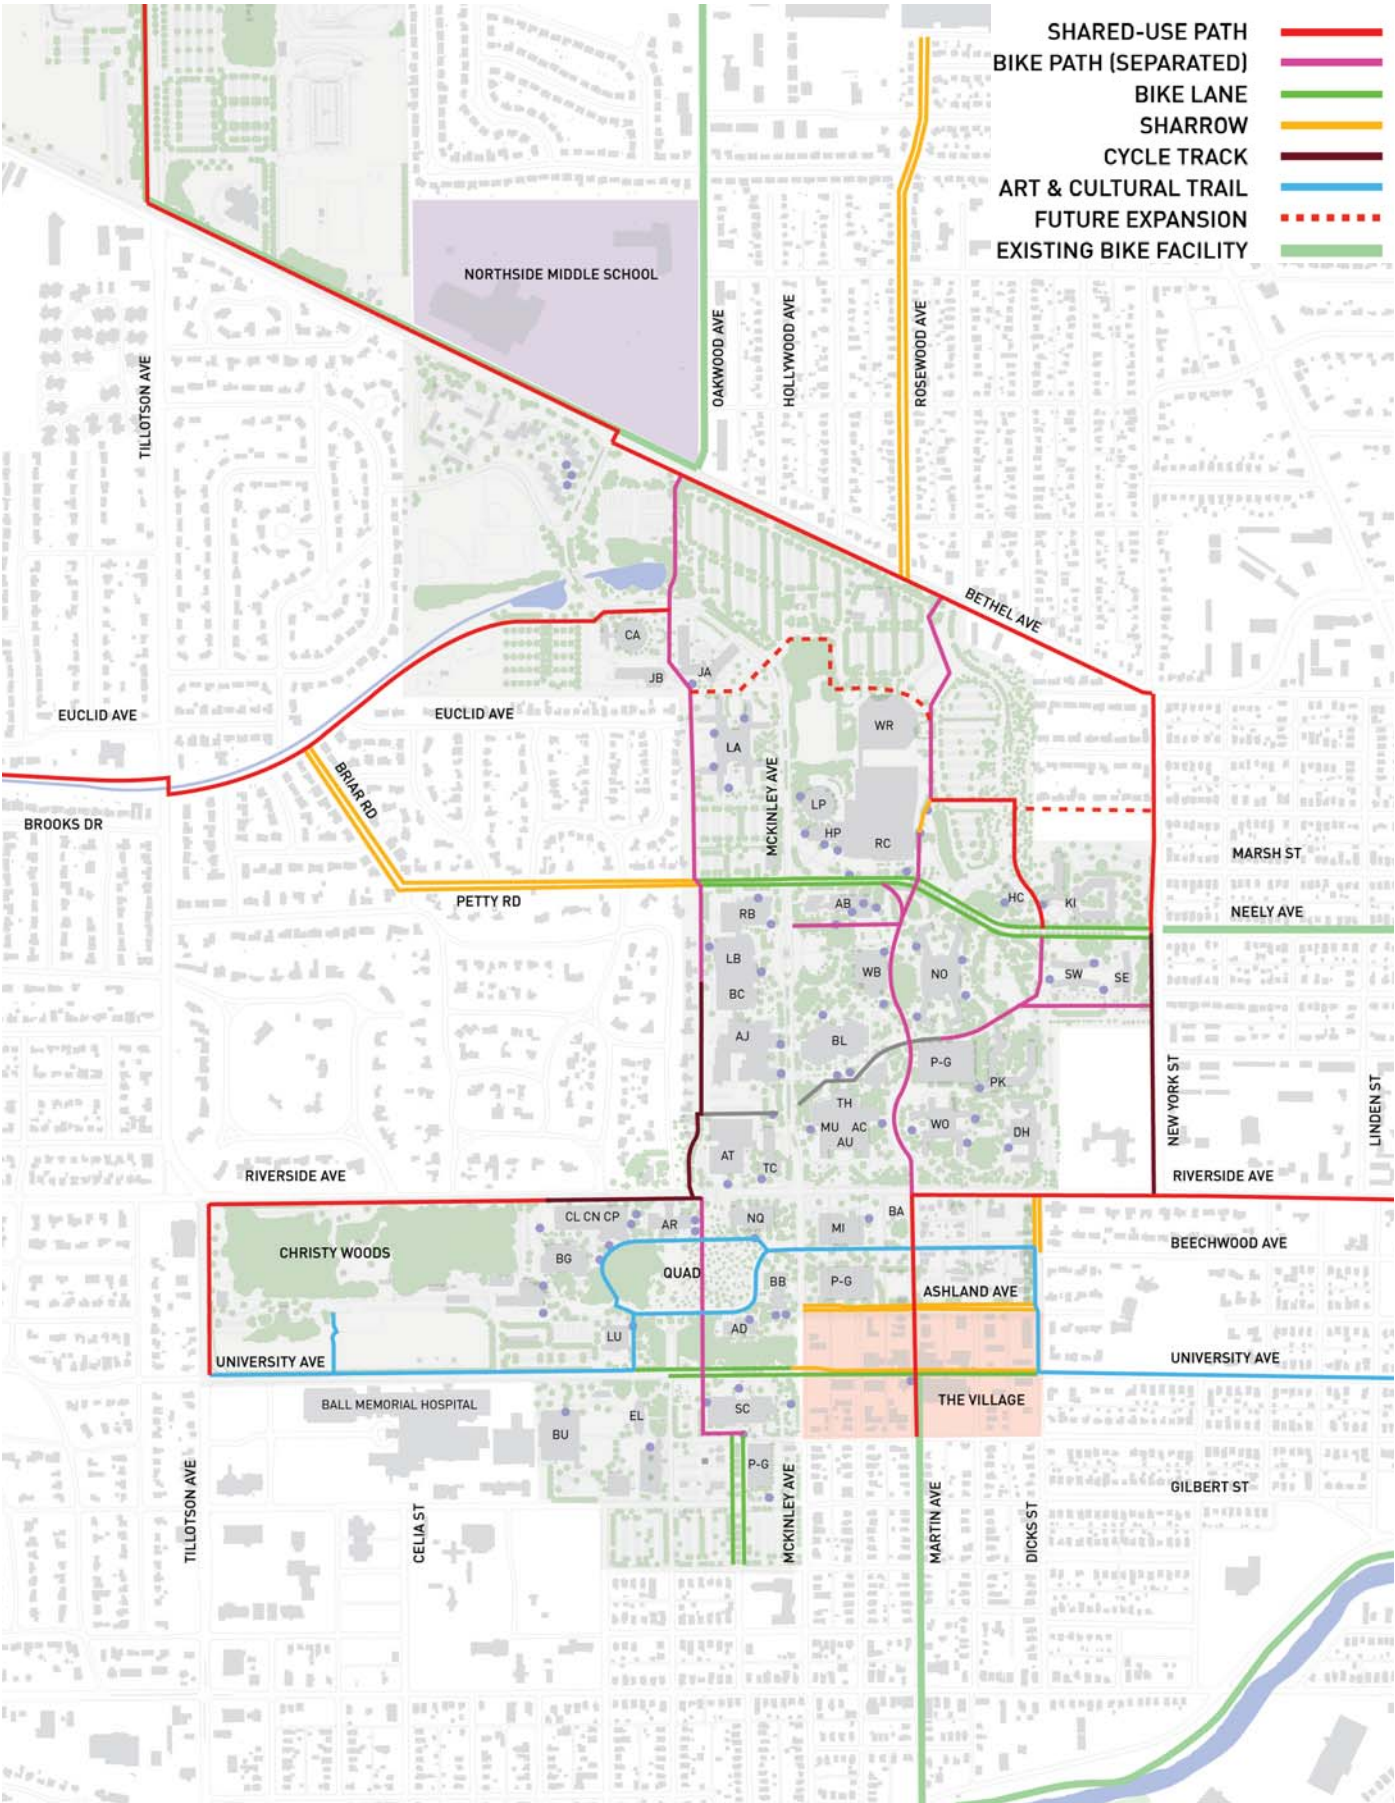 SHARED-USE PATH
BIKE PATH (SEPARATED)
BIKE LANE
SHARROW
CYCLE TRACK
ART & CULTURAL TRAIL
FUTURE EXPANSION
EXISTING BIKE FACILITY
NORTHSIDE MIDDLE SCHOOL
TILLOTSON AVE
OAKWOOD AVE
HOLLYWOOD AVE
ROSEWOOD AVE
BETHEL AVE
CA
JB
JA
EUCLID AVE
EUCLID AVE
WR
LA
BRIAR RD
MCKINLEY AVE
LP
BROOKS DR
HP
RC
MARSH ST
PETTY RD
HC
KI
AB
RB
NEELY AVE
LB
WB
NO
SW
SE
BC
AJ
BL
P-G
PK
NEW YORK ST
LINDEN ST
TH
MU
AC
AU
WO
DH
AT
TC
RIVERSIDE AVE
RIVERSIDE AVE
CL CN CP
AR
NQ
MI
BA
CHRISTY WOODS
BG
QUAD
BEECHWOOD AVE
BB
P-G
ASHLAND AVE
LU
AD
UNIVERSITY AVE
UNIVERSITY AVE
BALL MEMORIAL HOSPITAL
BU
EL
SC
THE VILLAGE
P-G
GILBERT ST
TILLOTSON AVE
CELIA ST
MCKINLEY AVE
MARTIN AVE
DICKS ST